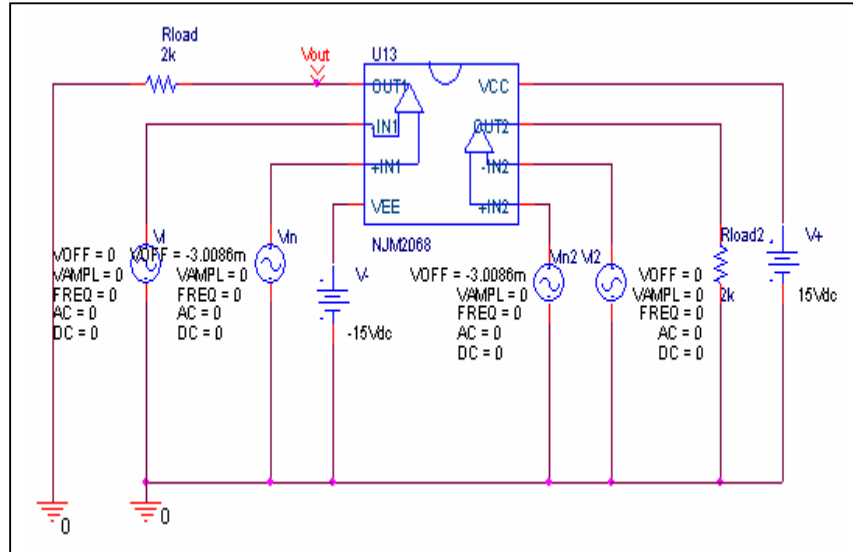 Rload
2k
Vout
U13
OUT1
-IN1
+IN1
VEE
VCC
OUT2
-IN2
+IN2
NJM2068
VOFF = 0
VAMPL = 0
FREQ = 0
AC = 0
DC = 0
Vin
VOFF = -3.0086m
VAMPL = 0
FREQ = 0
AC = 0
DC = 0
V-
-15Vdc
Vin2
VOFF = -3.0086m
VAMPL = 0
FREQ = 0
AC = 0
DC = 0
Vi2
VOFF = 0
VAMPL = 0
FREQ = 0
AC = 0
DC = 0
Rload2
2k
V+
15Vdc
0
0